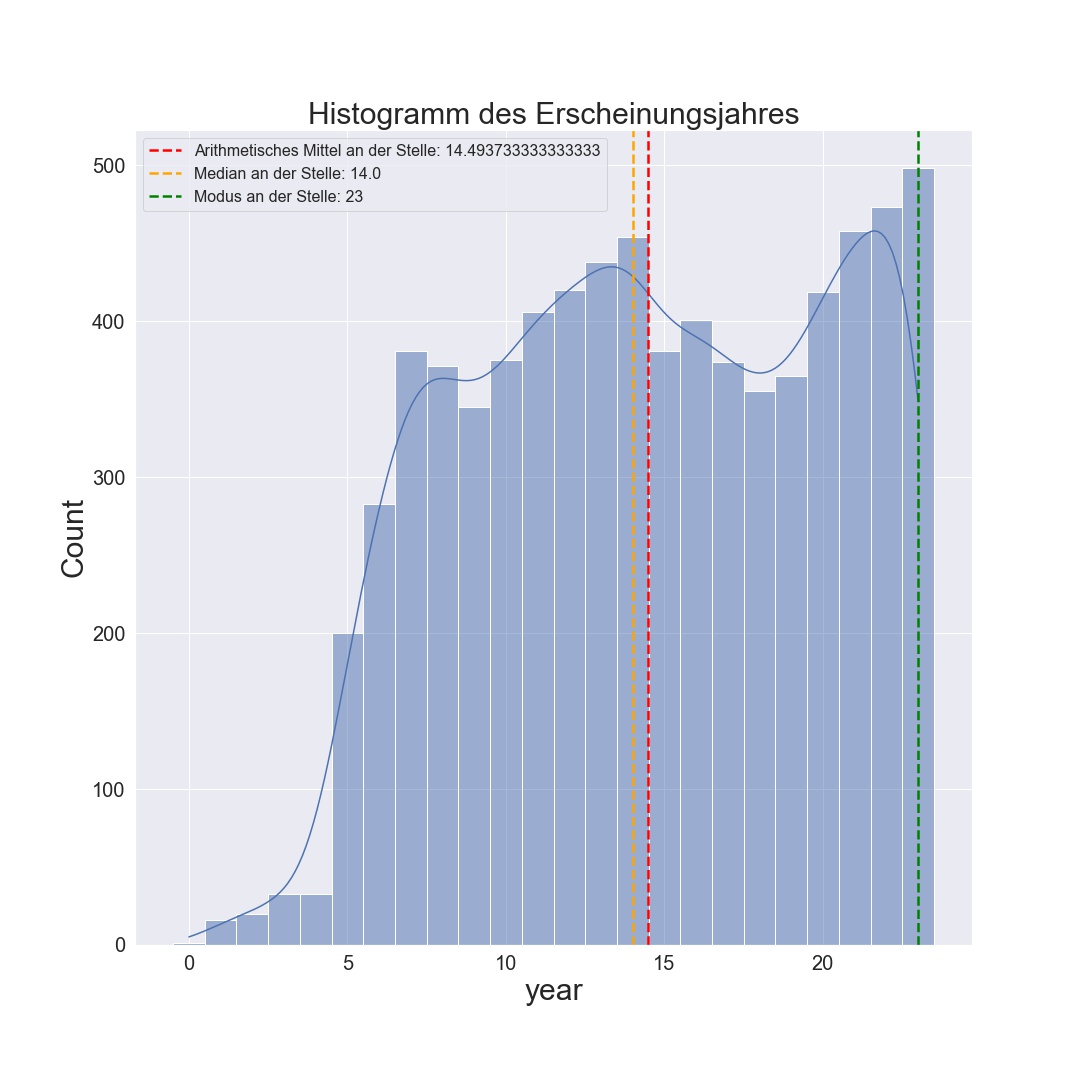 Histogramm des Erscheinungsjahres
Arithmetisches Mittel an der Stelle: 14.493733333333333
Median an der Stelle: 14.0
Modus an der Stelle: 23
500
400
300
200
100
0
Count
0 5 10 15 20
year